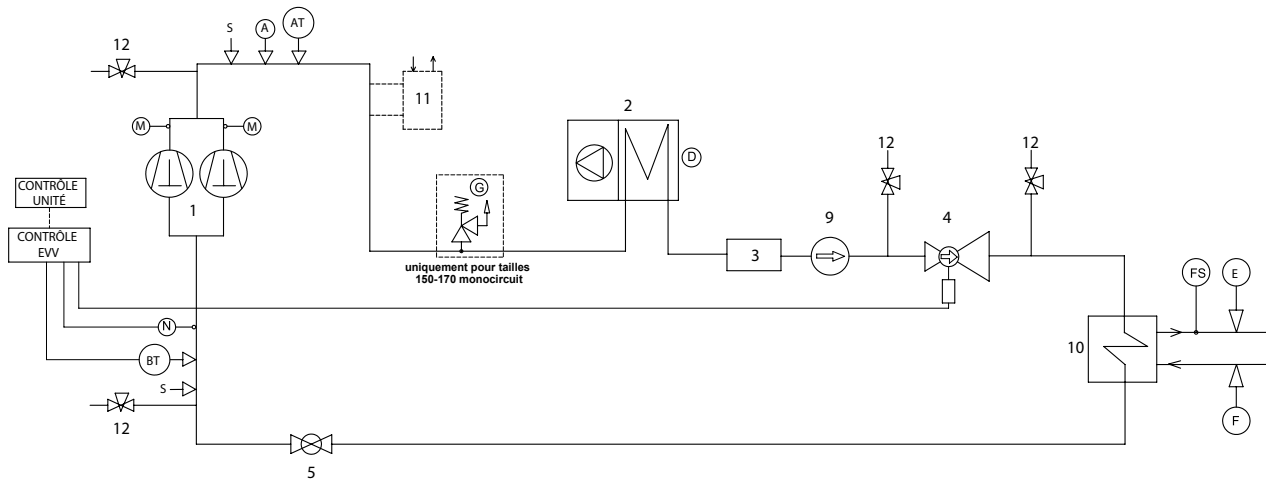 12
S
A
AT
11
M
M
1
2
D
G
uniquement pour tailles
150-170 monocircuit
3
9
12
4
12
CONTRÔLE
UNITÉ
CONTRÔLE
EVV
N
BT
S
12
5
10
FS
E
F